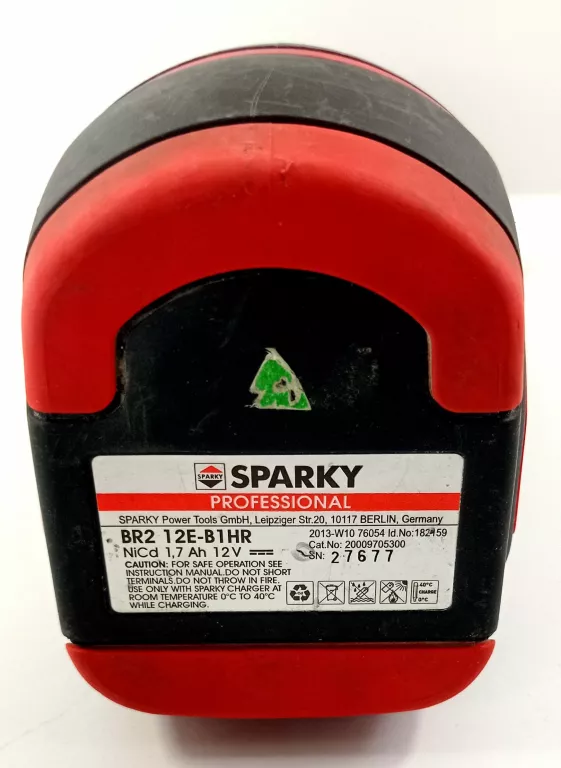 SPARKY
SPARKY
PROFESSIONAL
SPARKY Power Tools GmbH, Leipziger Str.20, 10117 BERLIN, Germany
BR2 12E-B1HR
2013-W10 76054 Id.No:182459
NiCd 1,7 Ah 12V
Cat.No: 20009705300
SN: 27677
CAUTION: FOR SAFE OPERATION SEE
INSTRUCTION MANUAL.DO NOT SHORT
TERMINALS.DO NOT THROW IN FIRE.
USE ONLY WITH SPARKY CHARGER AT
ROOM TEMPERATURE 0°C TO 40°C
WHILE CHARGING.
40°C
CHARGE
0°C